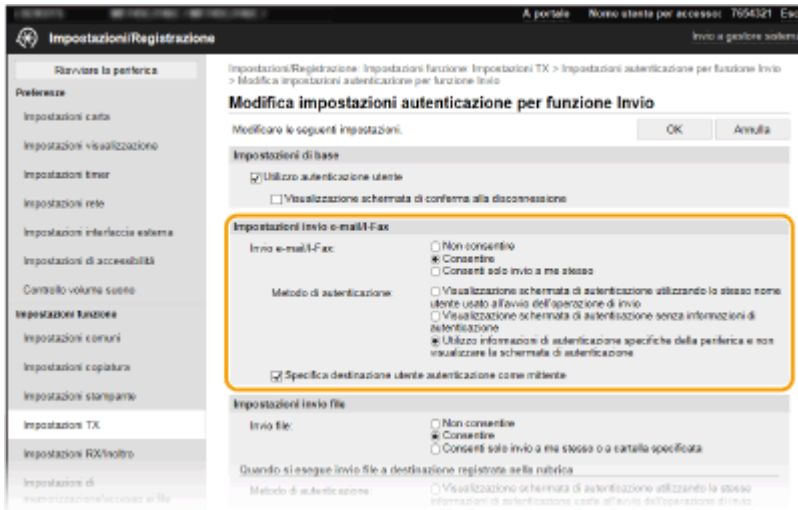 A portale Nome utente per accesso: 7654321 Esc
Impostazioni/Registrazione
Invio a gestore sistema
Riavviare la periferica
Preferenze
Impostazioni carta
Impostazioni visualizzazione
Impostazioni timer
Impostazioni rete
Impostazioni interfaccia esterna
Impostazioni di accessibilità
Controllo volume suono
Impostazioni funzione
Impostazioni comuni
Impostazioni copiatura
Impostazioni stampante
Impostazioni TX
Impostazioni RX/Inoltro
Impostazioni di
memorizzazione/accesso ai file
Impostazioni/Registrazione: Impostazioni funzione: Impostazioni TX > Impostazioni autenticazione per funzione Invio
> Modifica impostazioni autenticazione per funzione Invio
Modifica impostazioni autenticazione per funzione Invio
Modificare le seguenti impostazioni.
OK Annulla
Impostazioni di base
Utilizzo autenticazione utente
Visualizzazione schermata di conferma alla disconnessione
Impostazioni invio e-mail/I-Fax
Invio e-mail/I-Fax:
Non consentire
Consentire
Consenti solo invio a me stesso
Metodo di autenticazione:
Visualizzazione schermata di autenticazione utilizzando lo stesso nome
utente usato all'avvio dell'operazione di invio
Visualizzazione schermata di autenticazione senza informazioni di
autenticazione
Utilizzo informazioni di autenticazione specifiche della periferica e non
visualizzare la schermata di autenticazione
Specifica destinazione utente autenticazione come mittente
Impostazioni invio file
Invio file:
Non consentire
Consentire
Consenti solo invio a me stesso o a cartella specificata
Quando si esegue invio file a destinazione registrata nella rubrica
Metodo di autenticazione:
Visualizzazione schermata di autenticazione utilizzando lo stesso